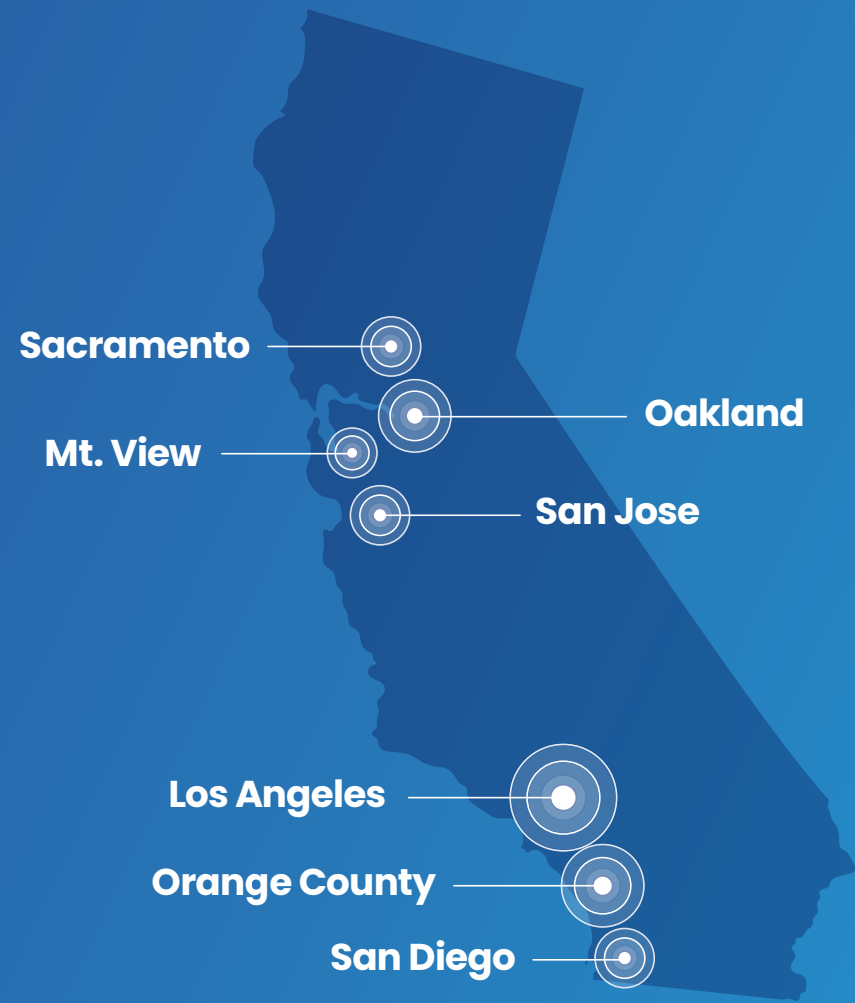 Sacramento
Oakland
Mt. View
San Jose
Los Angeles
Orange County
San Diego